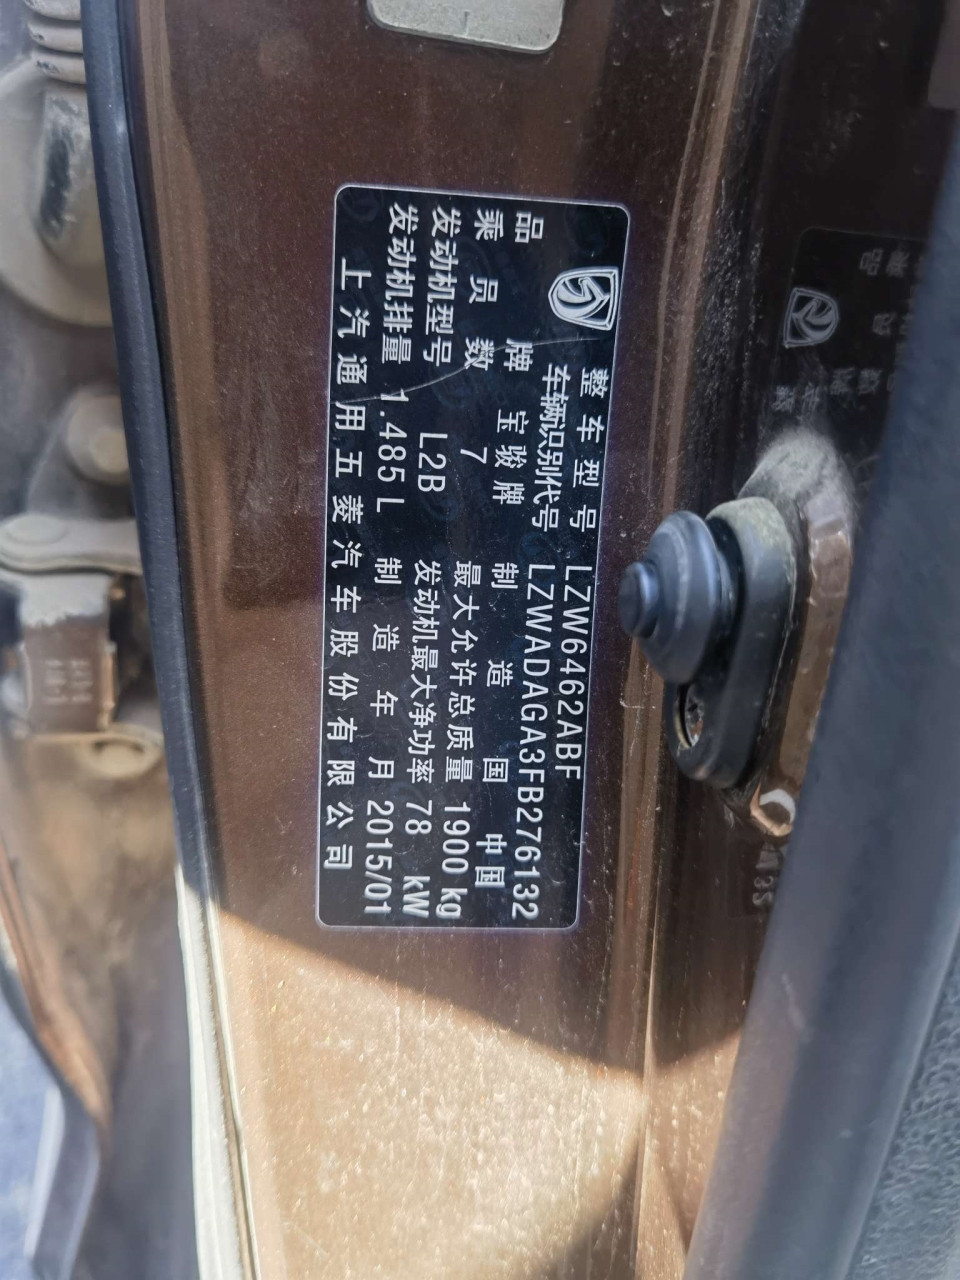 整车型号 LZW6462ABF
车辆识别代号 LZWADAGA3FB276132
品牌 宝骏牌 制造国 中国
乘员数 7 最大允许总质量 1900 kg
发动机型号 L2B 发动机最大净功率 78 kW
发动机排量 1.485L 制造年月 2015/01
上汽通用五菱汽车股份有限公司